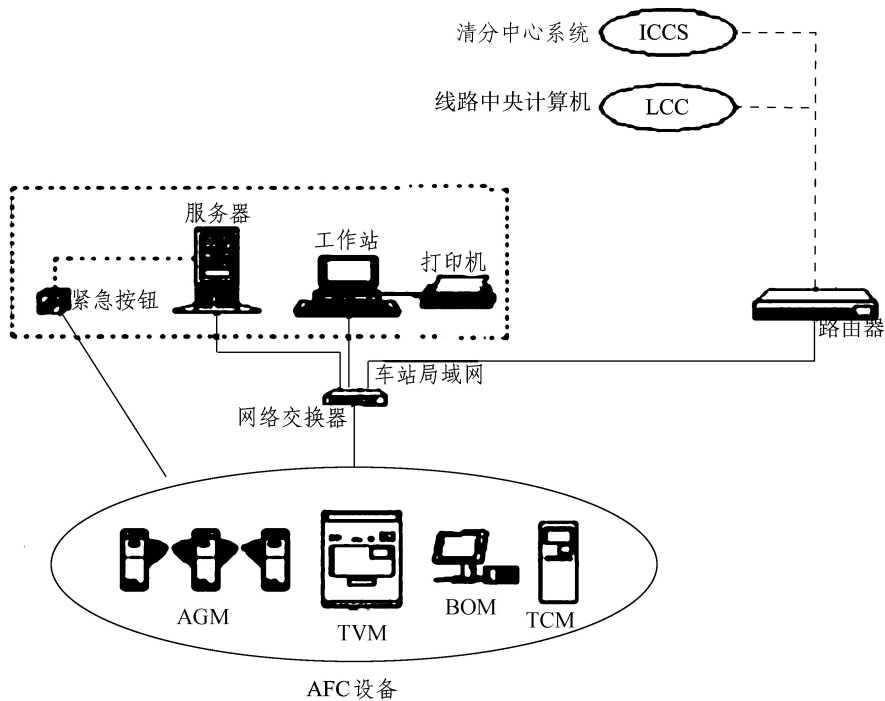 清分中心系统
ICCS
线路中央计算机
LCC
服务器
工作站
打印机
紧急按钮
路由器
车站局域网
网络交换器
AGM
TVM
BOM
TCM
AFC设备